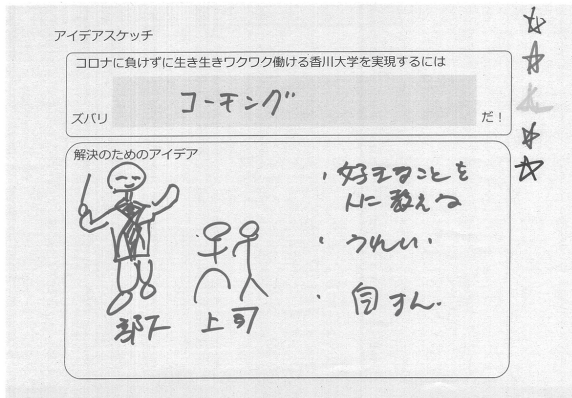 アイデアスケッチ
コロナに負けずに生き生きワクワク働ける香川大学を実現するには
ズバリ
コーチング
だ！
解決のためのアイデア
・好きなことを
人に教える
・うれしい
・自まん
部下
上司